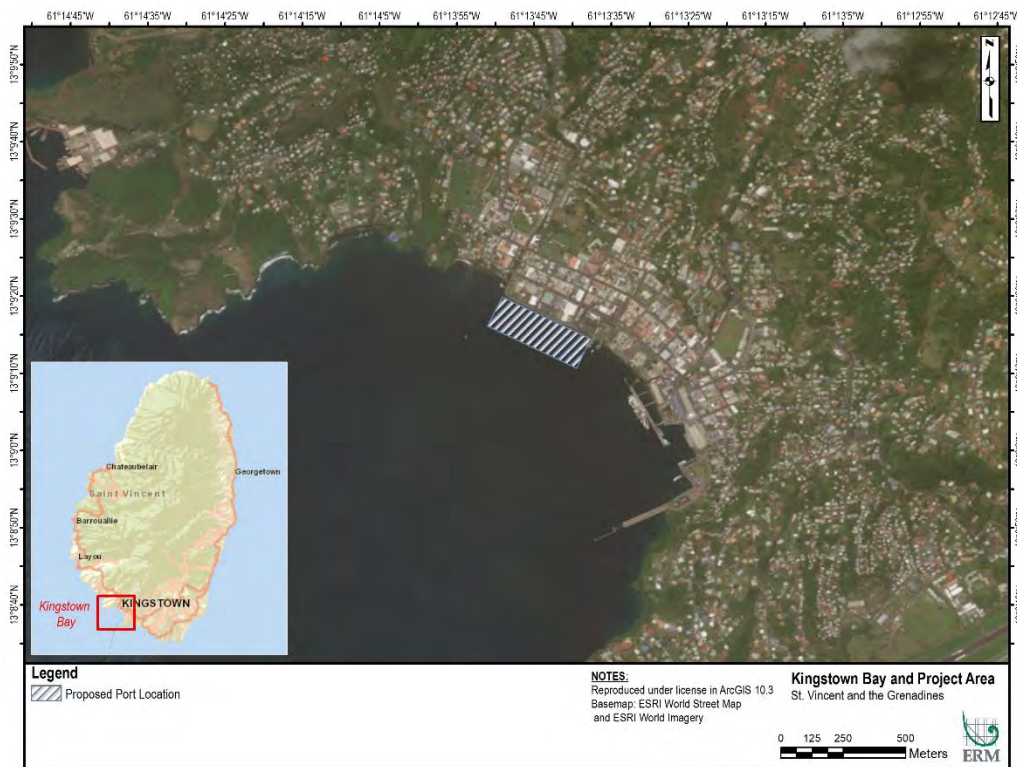 61°14'45"W 61°14'35"W 61°14'25"W 61°14'15"W 61°14'5"W 61°13'55"W 61°13'45"W 61°13'35"W 61°13'25"W 61°13'15"W 61°13'5"W 61°12'55"W 61°12'45"W
N
13°9'50"N
13°9'40"N
13°9'30"N
13°9'20"N
13°9'10"N
13°9'0"N
13°8'50"N
13°8'40"N
Chateaubelair
Georgetown
Saint Vincent
Barrouallie
Layou
KINGSTOWN
Kingstown
Bay
Legend
Proposed Port Location
NOTES:
Reproduced under license in ArcGIS 10.3
Basemap: ESRI World Street Map
and ESRI World Imagery
Kingstown Bay and Project Area
St. Vincent and the Grenadines
0 125 250 500
Meters
ERM